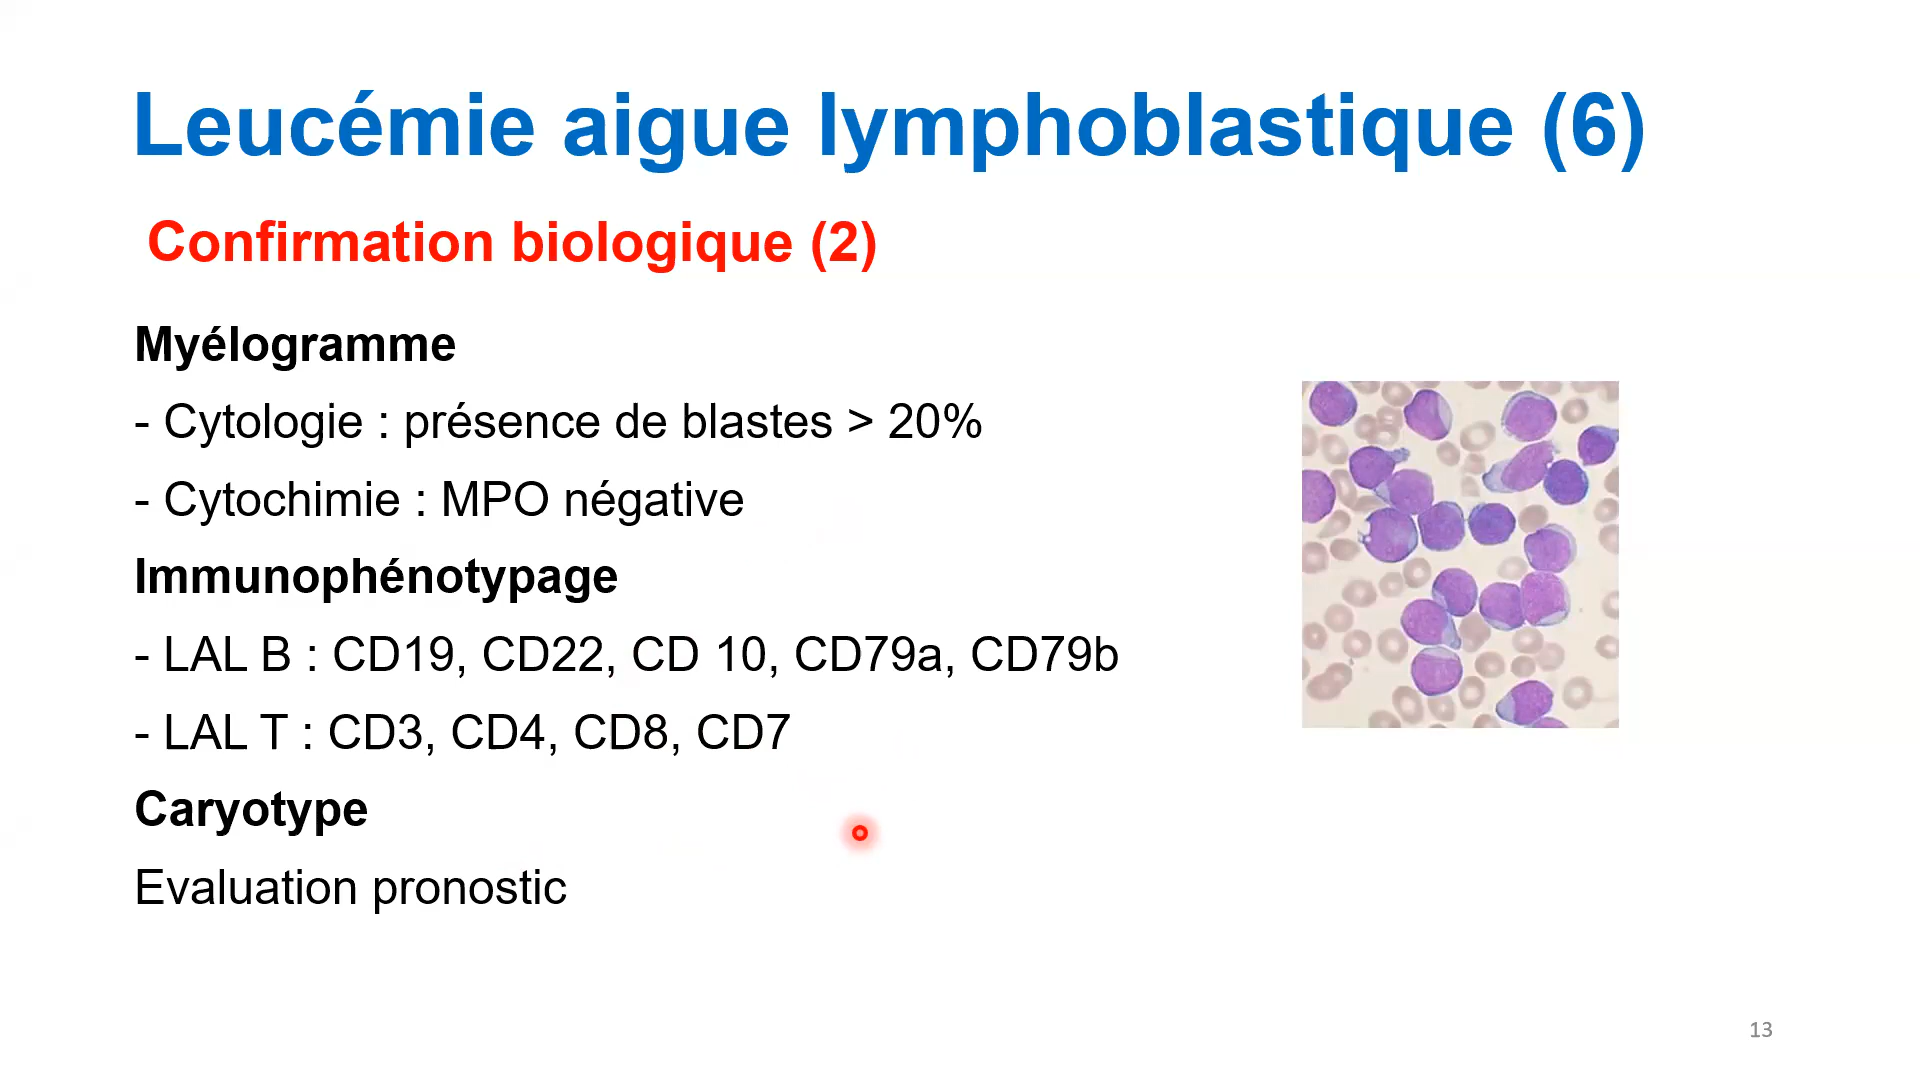 Leucémie aigue lymphoblastique (6)
Confirmation biologique (2)
Myélogramme
- Cytologie : présence de blastes > 20%
- Cytochimie : MPO négative
Immunophénotypage
- LAL B : CD19, CD22, CD 10, CD79a, CD79b
- LAL T : CD3, CD4, CD8, CD7
Caryotype
Evaluation pronostic
13